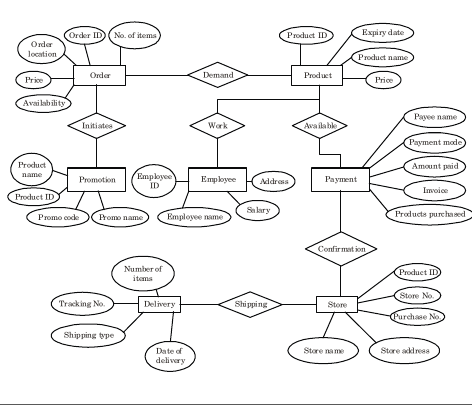 Order ID
No. of items
Product ID
Expiry date
Order
location
Product name
Price
Order
Demand
Product
Price
Availability
Payee name
Initiates
Work
Available
Payment mode
Amount paid
Product
name
Promotion
Employee
ID
Employee
Address
Payment
Invoice
Product ID
Promo code
Promo name
Employee name
Salary
Products purchased
Confirmation
Number of
items
Product ID
Tracking No.
Delivery
Shipping
Store
Store No.
Purchase No.
Shipping type
Date of
delivery
Store name
Store address